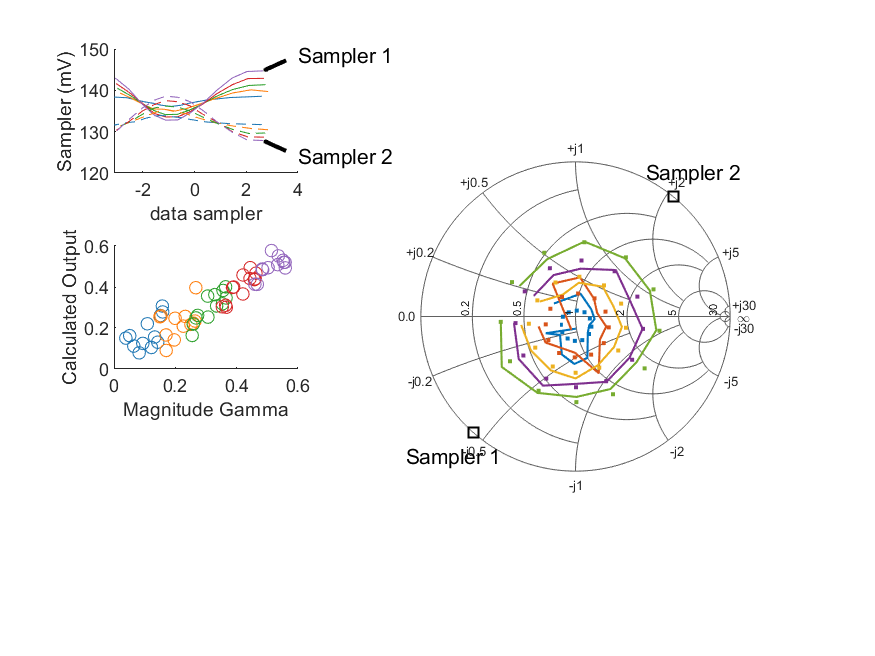 150
140
130
120
Sampler (mV)
-2
0
2
4
data sampler
Sampler 1
Sampler 2
0.6
0.4
0.2
0
Calculated Output
0
0.2
0.4
0.6
Magnitude Gamma
+j1
Sampler 2
+j2
+j0.5
+j0.2
+j5
0.0
0.2
0.5
2
5
30
+j30
∞
-j30
-j0.2
-j5
Sampler 1
-j0.5
-j2
-j1